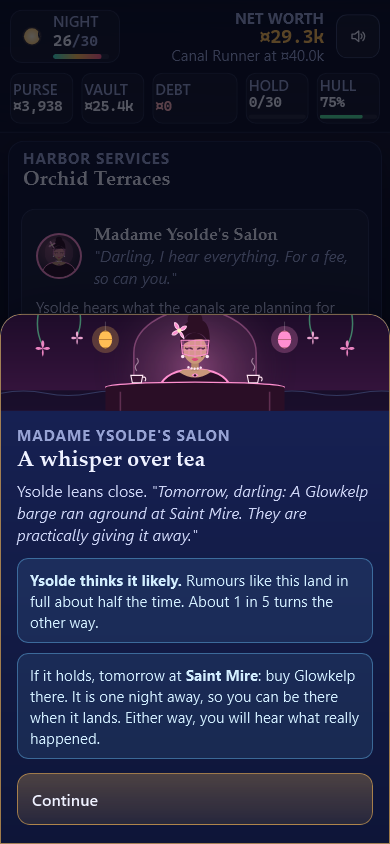 NIGHT
26/30
NET WORTH
¤29.3k
Canal Runner at ¤40.0k
PURSE
¤3,938
VAULT
¤25.4k
DEBT
¤0
HOLD
0/30
HULL
75%
HARBOR SERVICES
Orchid Terraces
Madame Ysolde's Salon
"Darling, I hear everything. For a fee,
so can you."
Ysolde hears what the canals are planning for
MADAME YSOLDE'S SALON
A whisper over tea
Ysolde leans close. "Tomorrow, darling: A Glowkelp
barge ran aground at Saint Mire. They are
practically giving it away."
Ysolde thinks it likely. Rumours like this land in
full about half the time. About 1 in 5 turns the
other way.
If it holds, tomorrow at Saint Mire: buy Glowkelp
there. It is one night away, so you can be there
when it lands. Either way, you will hear what really
happened.
Continue